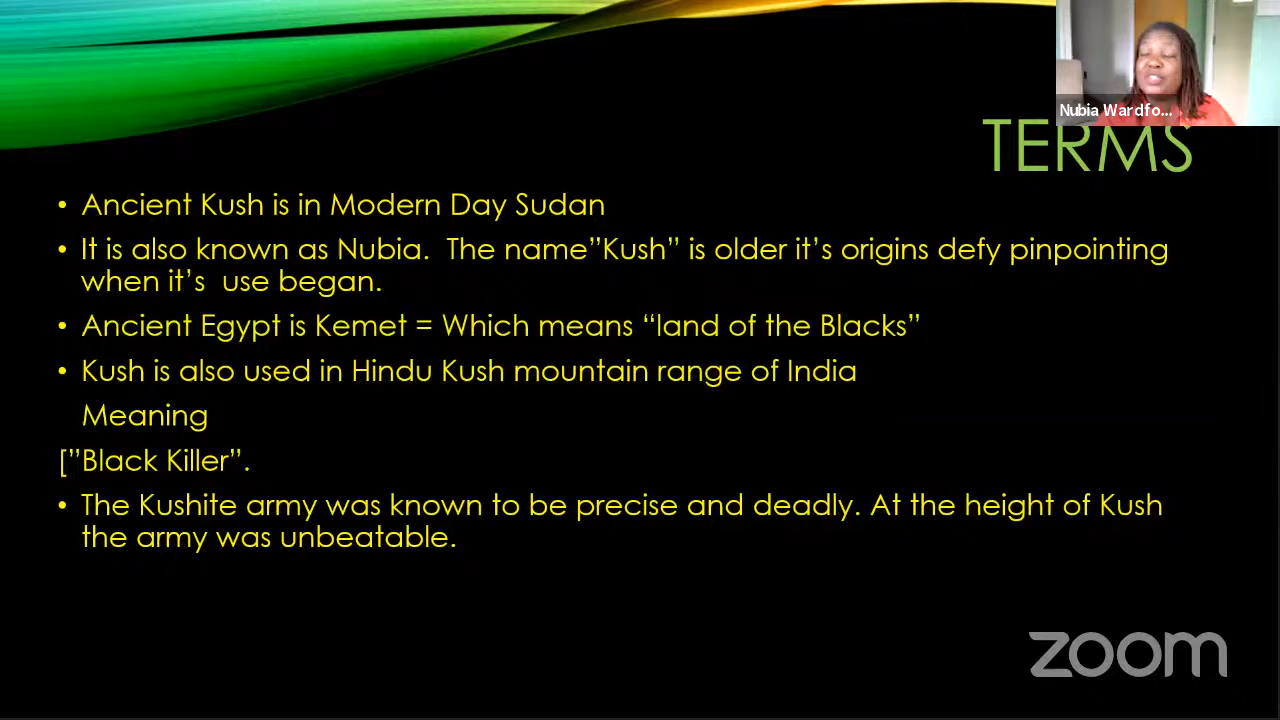 Nubia Wardfo...
TERMS
• Ancient Kush is in Modern Day Sudan
• It is also known as Nubia.  The name”Kush” is older it’s origins defy pinpointing
when it’s  use began.
• Ancient Egypt is Kemet = Which means “land of the Blacks”
• Kush is also used in Hindu Kush mountain range of India
Meaning
[”Black Killer”.
• The Kushite army was known to be precise and deadly. At the height of Kush
the army was unbeatable.
zoom